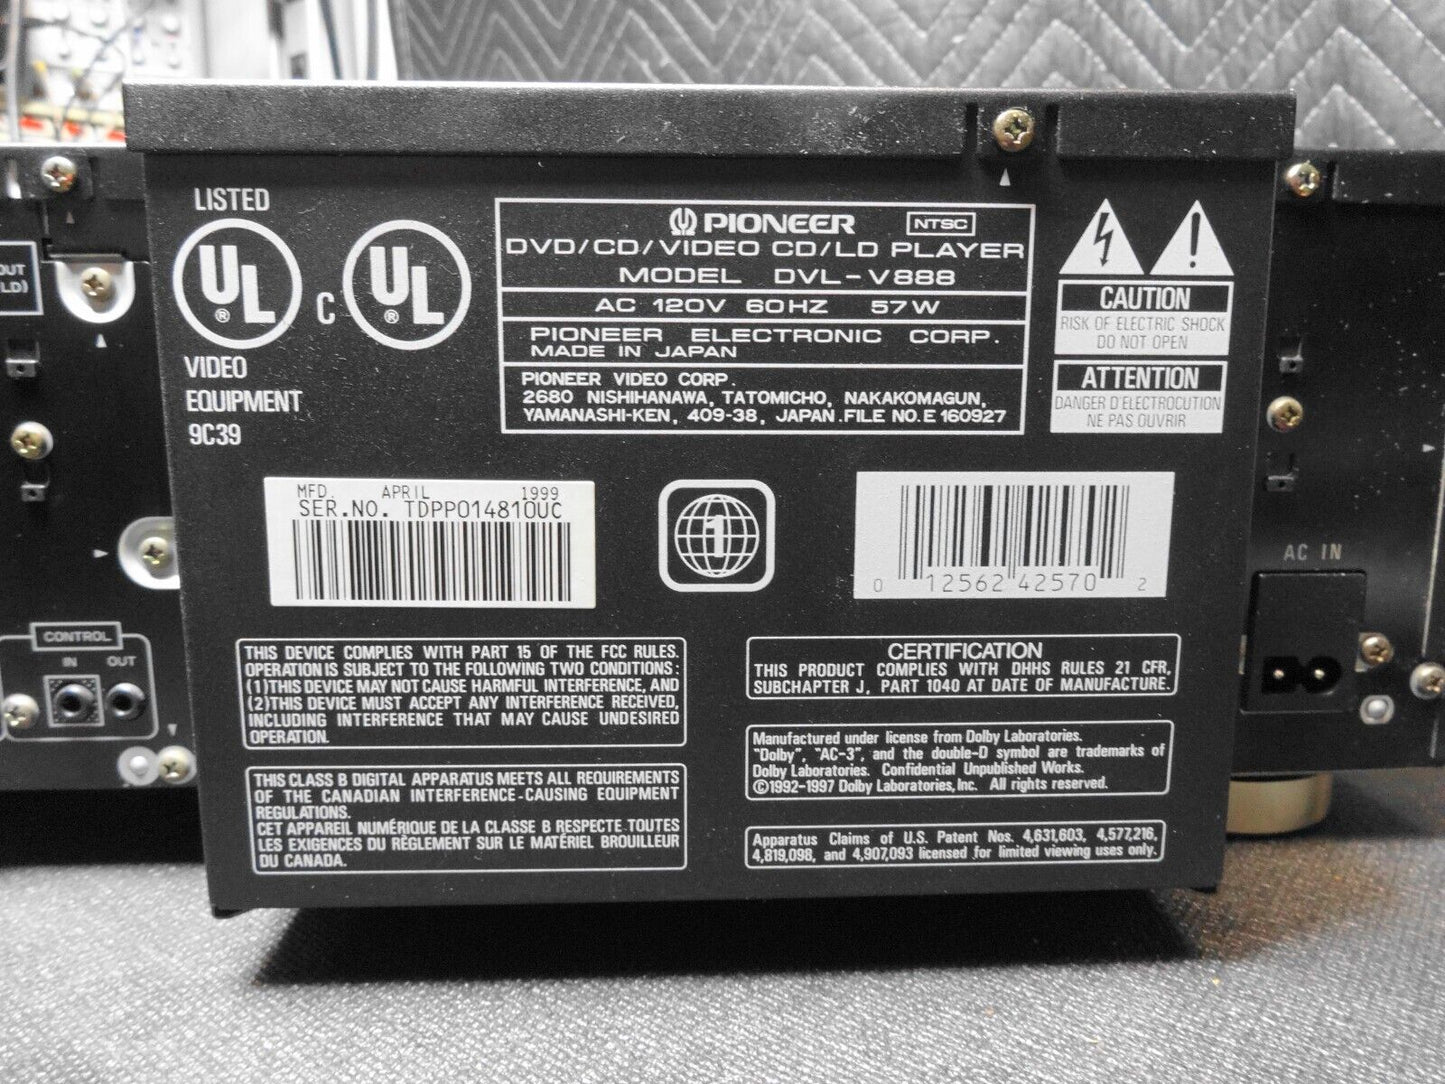 LISTED
UL ®
C UL ®
VIDEO
EQUIPMENT
9C39
PIONEER NTSC
DVD/CD/VIDEO CD/LD PLAYER
MODEL DVL-V888
AC 120V 60HZ 57W
PIONEER ELECTRONIC CORP.
MADE IN JAPAN
PIONEER VIDEO CORP.
2680 NISHIHANAWA, TATOMICHO, NAKAKOMAGUN,
YAMANASHI-KEN, 409-38, JAPAN. FILE NO. E 160927
CAUTION
RISK OF ELECTRIC SHOCK
DO NOT OPEN
ATTENTION
DANGER D'ELECTROCUTION
NE PAS OUVRIR
OUT
LD)
MFD. APRIL 1999
SER.NO. TDPP014810UC
1
0 12562 42570 2
AC IN
CONTROL
IN OUT
THIS DEVICE COMPLIES WITH PART 15 OF THE FCC RULES.
OPERATION IS SUBJECT TO THE FOLLOWING TWO CONDITIONS:
(1)THIS DEVICE MAY NOT CAUSE HARMFUL INTERFERENCE, AND
(2)THIS DEVICE MUST ACCEPT ANY INTERFERENCE RECEIVED,
INCLUDING INTERFERENCE THAT MAY CAUSE UNDESIRED
OPERATION.
THIS CLASS B DIGITAL APPARATUS MEETS ALL REQUIREMENTS
OF THE CANADIAN INTERFERENCE-CAUSING EQUIPMENT
REGULATIONS.
CET APPAREIL NUMÉRIQUE DE LA CLASSE B RESPECTE TOUTES
LES EXIGENCES DU RÈGLEMENT SUR LE MATÉRIEL BROUILLEUR
DU CANADA.
CERTIFICATION
THIS PRODUCT COMPLIES WITH DHHS RULES 21 CFR,
SUBCHAPTER J, PART 1040 AT DATE OF MANUFACTURE.
Manufactured under license from Dolby Laboratories.
"Dolby", "AC-3", and the double-D symbol are trademarks of
Dolby Laboratories. Confidential Unpublished Works.
©1992-1997 Dolby Laboratories, Inc. All rights reserved.
Apparatus Claims of U.S. Patent Nos. 4,631,603, 4,577,216,
4,819,098, and 4,907,093 licensed for limited viewing uses only.